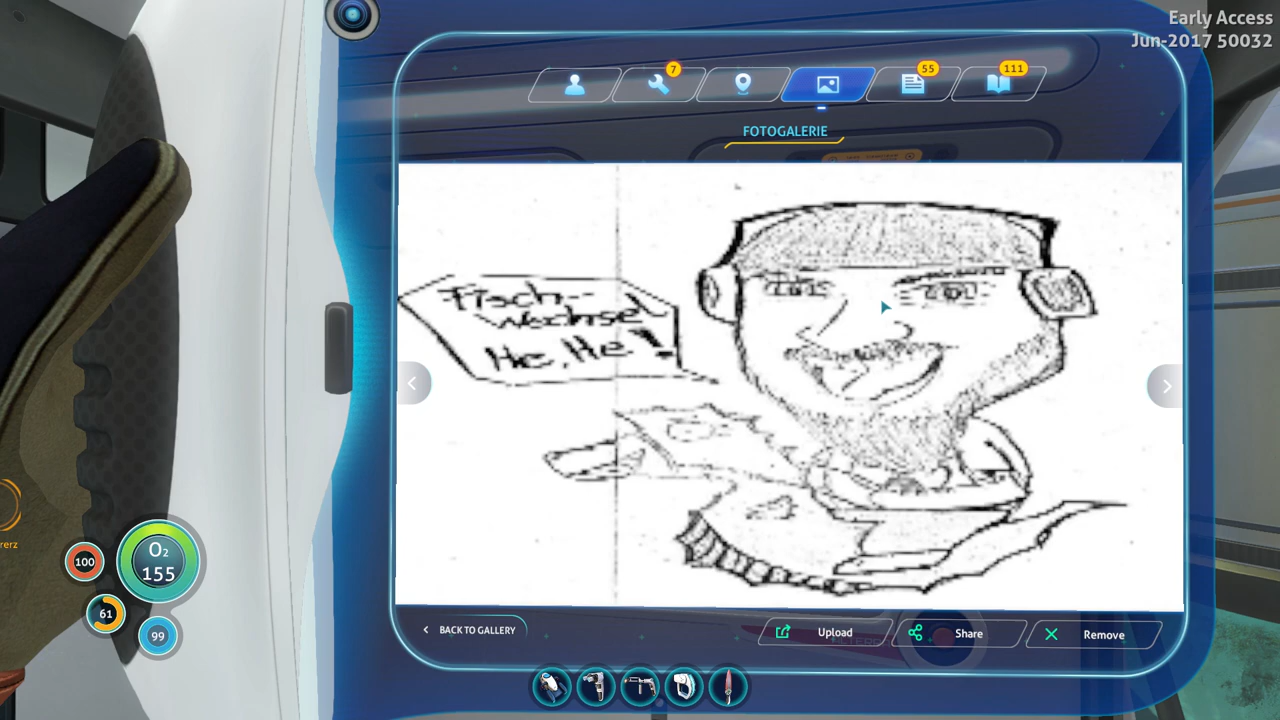 Early Access
Jun-2017 50032
7
55
111
FOTOGALERIE
Fisch-
wechsel
He, He !
O₂
155
100
61
99
rerz
BACK TO GALLERY
Upload
Share
Remove